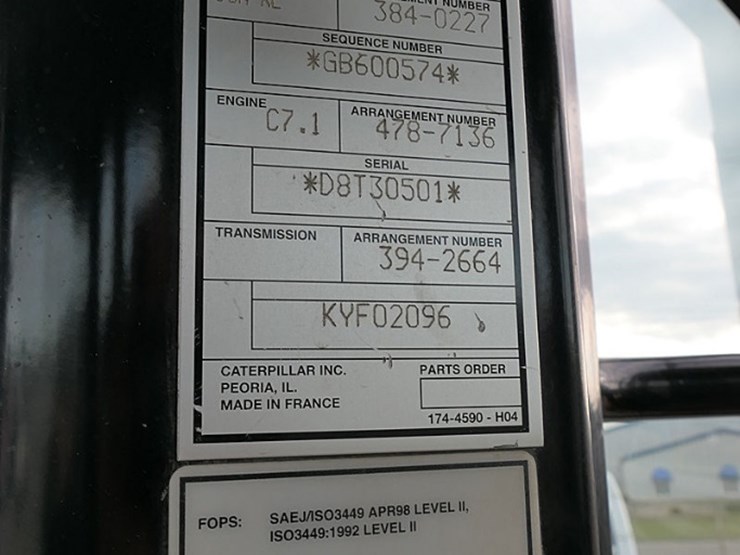 NUMBER
384-0227
SEQUENCE NUMBER
*GB600574*
ENGINE
C7.1
ARRANGEMENT NUMBER
478-7136
SERIAL
*D8T30501*
TRANSMISSION
ARRANGEMENT NUMBER
394-2664
KYF02096
CATERPILLAR INC.
PEORIA, IL.
MADE IN FRANCE
PARTS ORDER
174-4590 - H04
FOPS:
SAEJ/ISO3449 APR98 LEVEL II,
ISO3449:1992 LEVEL II